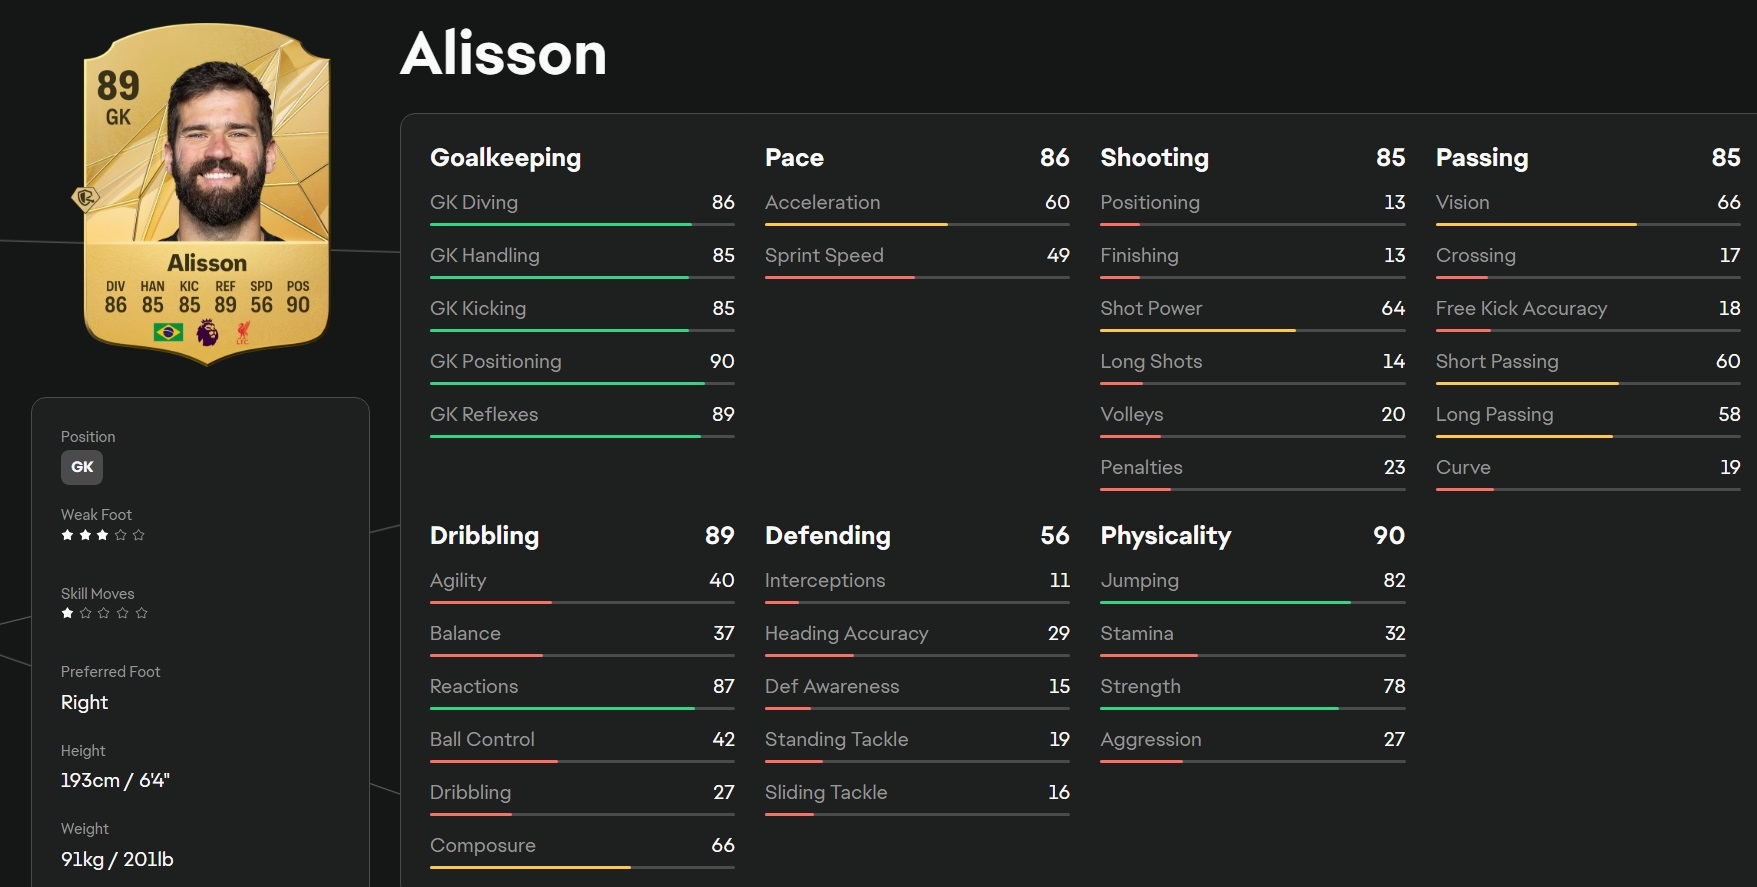 89
GK
Alisson
DIV HAN KIC REF SPD POS
86 85 85 89 56 90
L.F.C.
Position
GK
Weak Foot
Skill Moves
Preferred Foot
Right
Height
193cm / 6'4"
Weight
91kg / 201lb
Alisson
Goalkeeping
GK Diving 86
GK Handling 85
GK Kicking 85
GK Positioning 90
GK Reflexes 89
Pace 86
Acceleration 60
Sprint Speed 49
Shooting 85
Positioning 13
Finishing 13
Shot Power 64
Long Shots 14
Volleys 20
Penalties 23
Passing 85
Vision 66
Crossing 17
Free Kick Accuracy 18
Short Passing 60
Long Passing 58
Curve 19
Dribbling 89
Agility 40
Balance 37
Reactions 87
Ball Control 42
Dribbling 27
Composure 66
Defending 56
Interceptions 11
Heading Accuracy 29
Def Awareness 15
Standing Tackle 19
Sliding Tackle 16
Physicality 90
Jumping 82
Stamina 32
Strength 78
Aggression 27